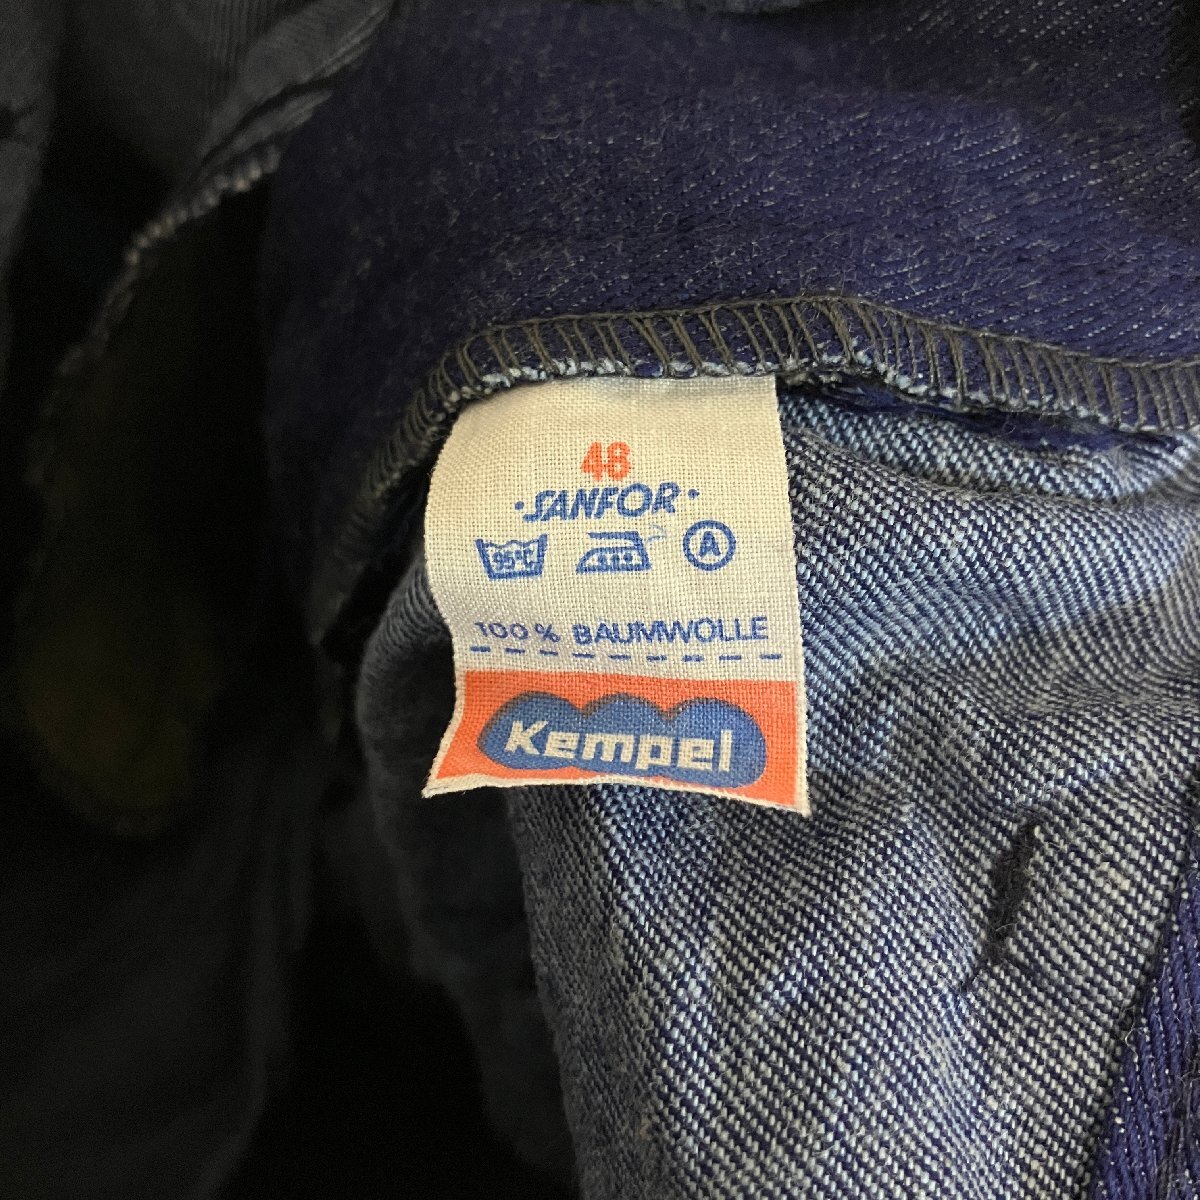 48
·SANFOR·
95°C A
100% BAUMWOLLE
Kempel